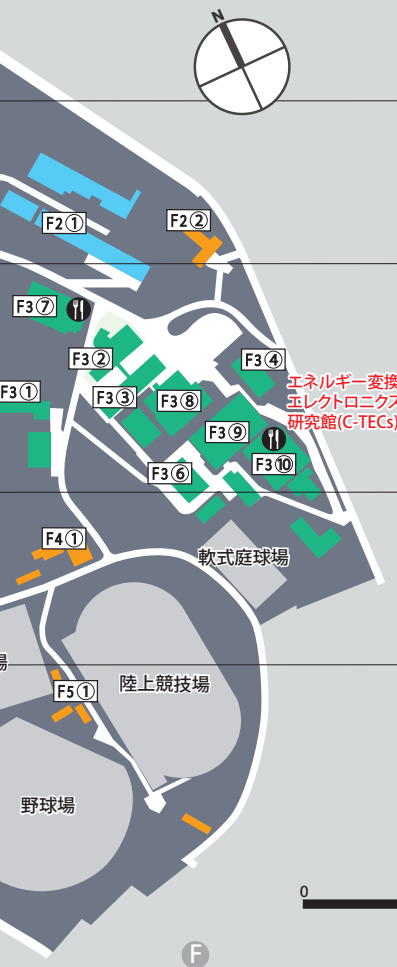 N
F2①
F2②
F3⑦
F3②
F3④
F3①
F3③
F3⑧
エネルギー変換
エレクトロニクス
研究館(C-TECs)
F3⑨
F3⑥
F3⑩
F4①
軟式庭球場
場
陸上競技場
F5①
野球場
0
F